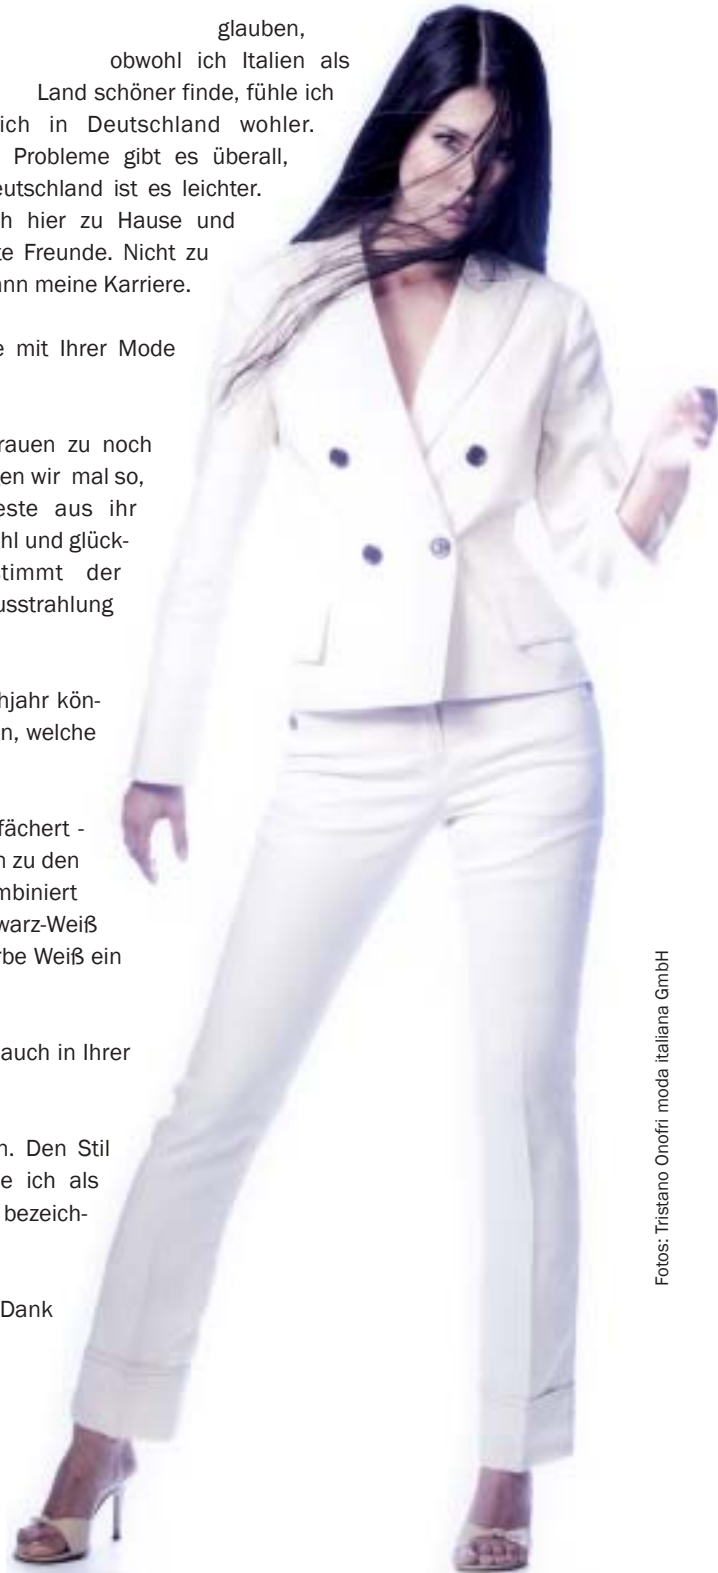 glauben,
obwohl ich Italien als
Land schöner finde, fühle ich
ich in Deutschland wohler.
Probleme gibt es überall,
eutschland ist es leichter.
h hier zu Hause und
te Freunde. Nicht zu
ann meine Karriere.
e mit Ihrer Mode
rauen zu noch
en wir mal so,
este aus ihr
hl und glück-
timmt der
usstrahlung
hjahr kön-
n, welche
fächert -
n zu den
mbiniert
warz-Weiß
rbe Weiß ein
auch in Ihrer
n. Den Stil
e ich als
bezeich-
Dank
Fotos: Tristano Onofri moda italiana GmbH